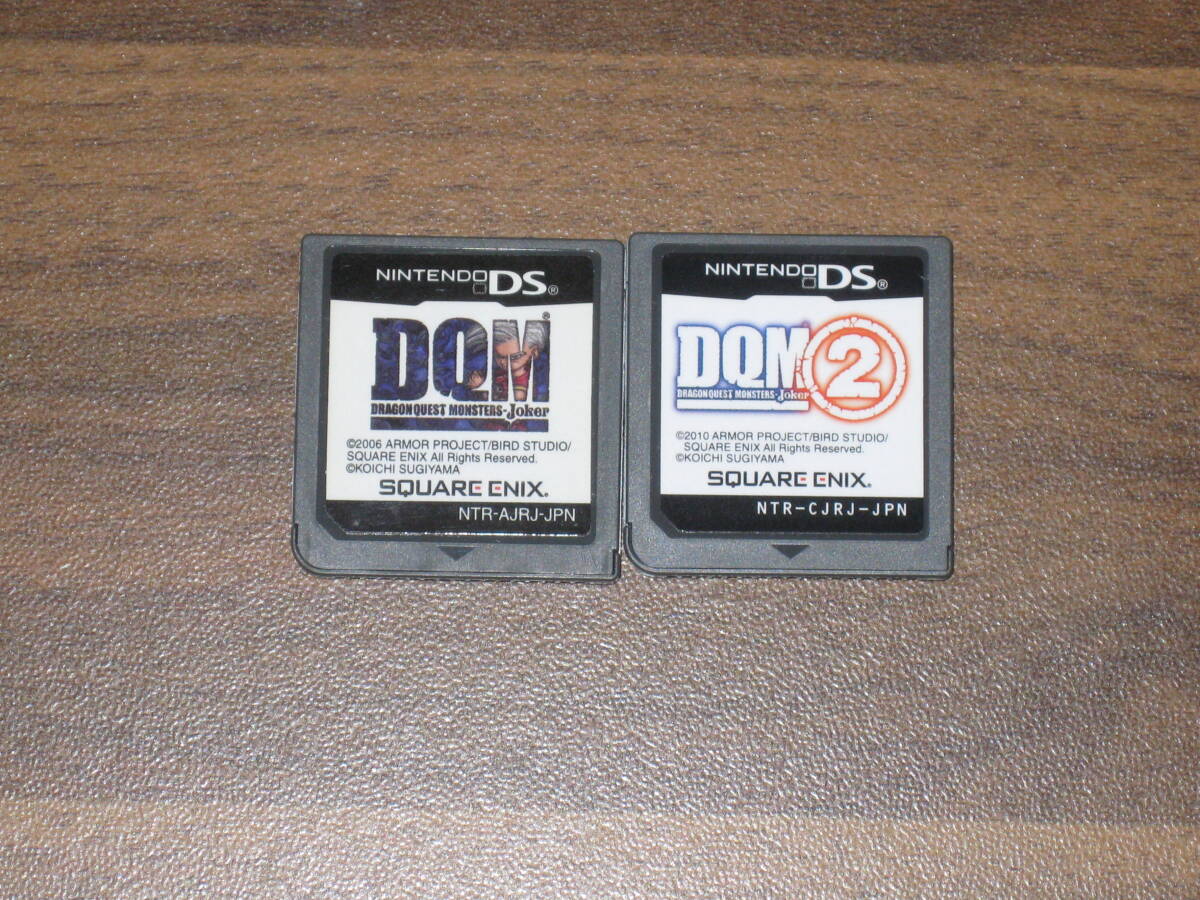 NINTENDO DS®
DQM®
DRAGON QUEST MONSTERS-Joker
©2006 ARMOR PROJECT/BIRD STUDIO/
SQUARE ENIX All Rights Reserved.
©KOICHI SUGIYAMA
SQUARE ENIX.
NTR-AJRJ-JPN
NINTENDO DS®
DQM 2
DRAGON QUEST MONSTERS-Joker
©2010 ARMOR PROJECT/BIRD STUDIO/
SQUARE ENIX All Rights Reserved.
©KOICHI SUGIYAMA
SQUARE ENIX.
NTR-CJRJ-JPN